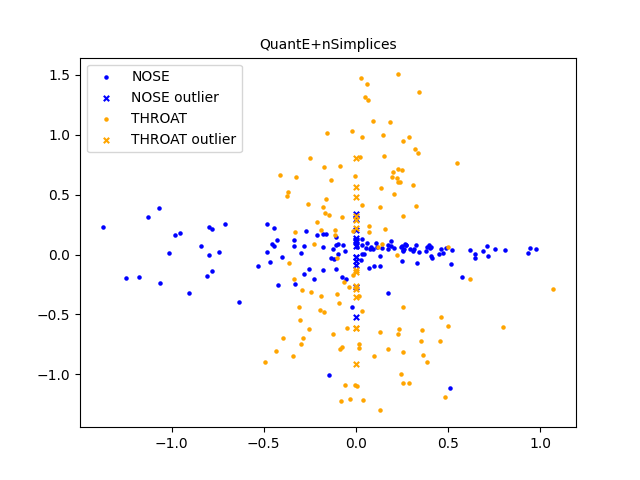 QuantE+nSimplices
NOSE
NOSE outlier
THROAT
THROAT outlier
1.5
1.0
0.5
0.0
−0.5
−1.0
−1.0 −0.5 0.0 0.5 1.0